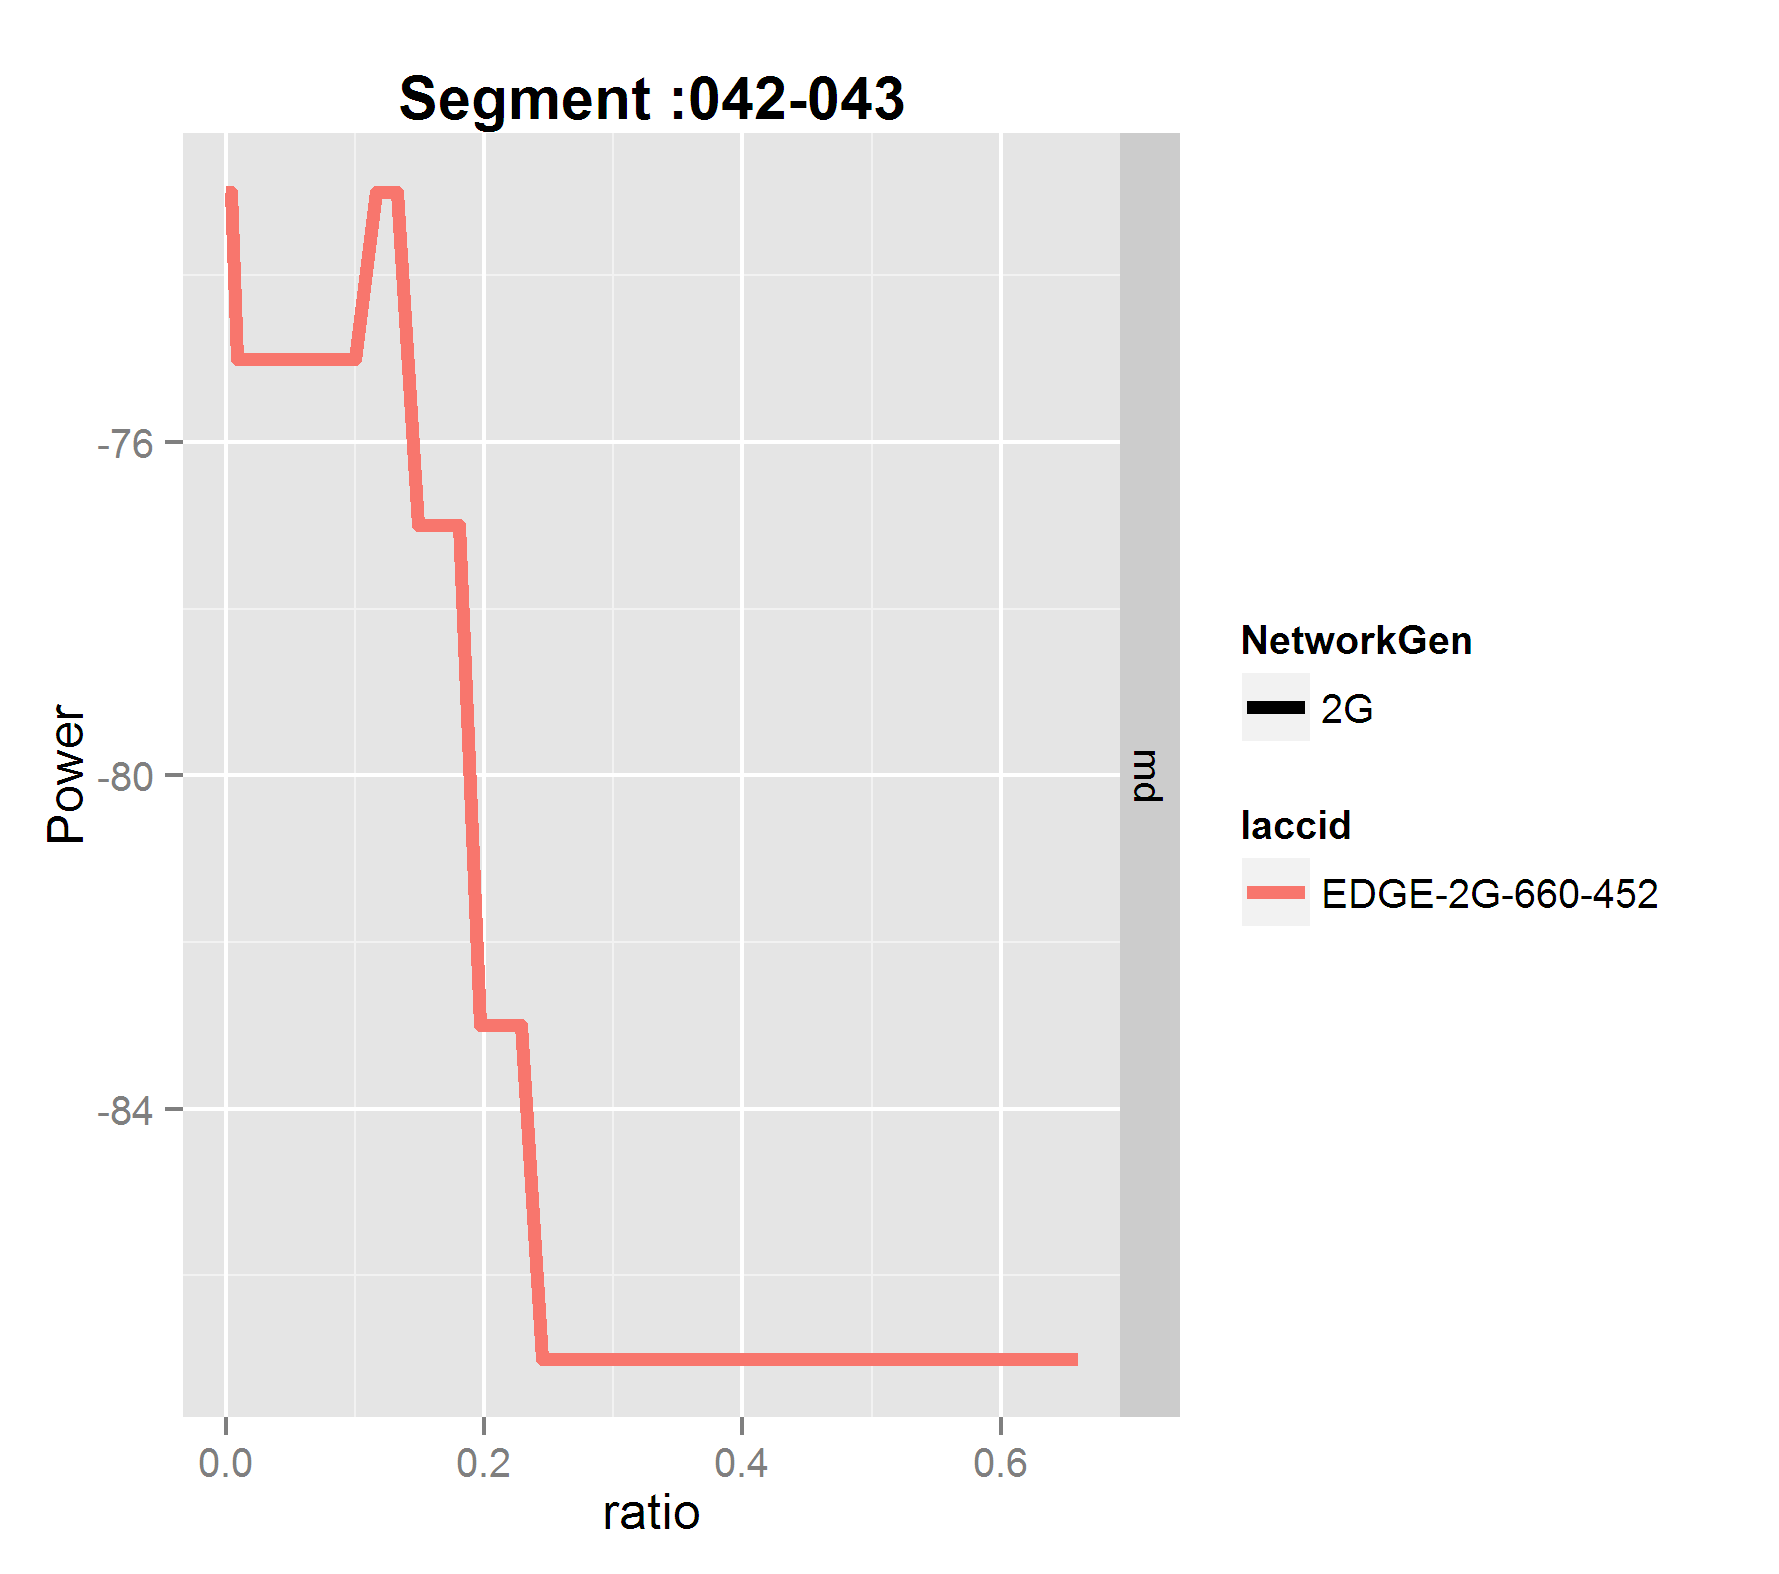 Segment :042-043
Power
-76
-80
-84
0.0 0.2 0.4 0.6
ratio
md
NetworkGen
2G
laccid
EDGE-2G-660-452